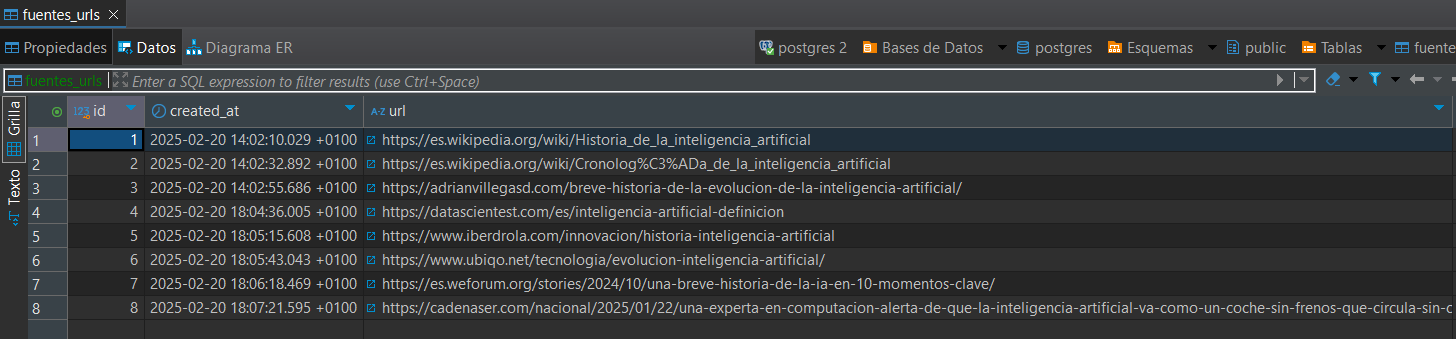 fuentes_urls
Propiedades Datos Diagrama ER postgres 2 Bases de Datos postgres Esquemas public Tablas fuente
fuentes_urls Enter a SQL expression to filter results (use Ctrl+Space)
Grilla
Texto
123 id created_at A-Z url
1 1 2025-02-20 14:02:10.029 +0100 https://es.wikipedia.org/wiki/Historia_de_la_inteligencia_artificial
2 2 2025-02-20 14:02:32.892 +0100 https://es.wikipedia.org/wiki/Cronolog%C3%ADa_de_la_inteligencia_artificial
3 3 2025-02-20 14:02:55.686 +0100 https://adrianvillegasd.com/breve-historia-de-la-evolucion-de-la-inteligencia-artificial/
4 4 2025-02-20 18:04:36.005 +0100 https://datascientest.com/es/inteligencia-artificial-definicion
5 5 2025-02-20 18:05:15.608 +0100 https://www.iberdrola.com/innovacion/historia-inteligencia-artificial
6 6 2025-02-20 18:05:43.043 +0100 https://www.ubiqo.net/tecnologia/evolucion-inteligencia-artificial/
7 7 2025-02-20 18:06:18.469 +0100 https://es.weforum.org/stories/2024/10/una-breve-historia-de-la-ia-en-10-momentos-clave/
8 8 2025-02-20 18:07:21.595 +0100 https://cadenaser.com/nacional/2025/01/22/una-experta-en-computacion-alerta-de-que-la-inteligencia-artificial-va-como-un-coche-sin-frenos-que-circula-sin-c